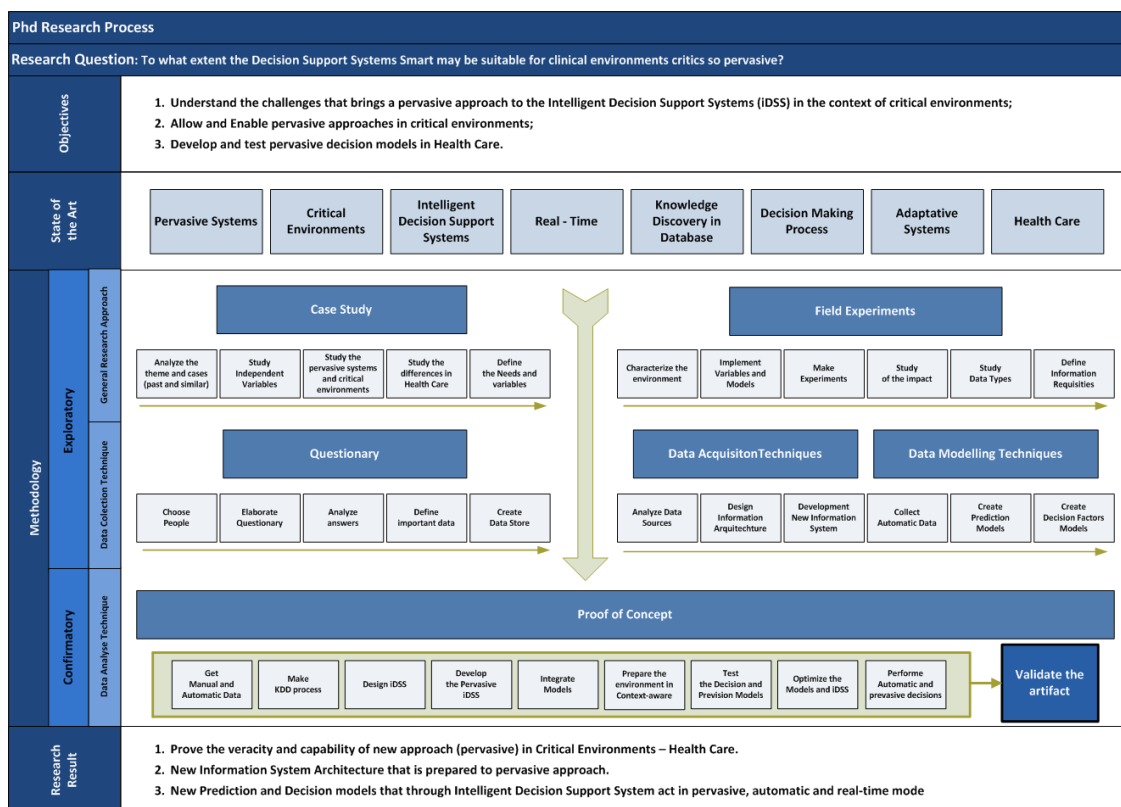 Phd Research Process
Research Question: To what extent the Decision Support Systems Smart may be suitable for clinical environments critics so pervasive?
Objectives
1. Understand the challenges that brings a pervasive approach to the Intelligent Decision Support Systems (iDSS) in the context of critical environments;
2. Allow and Enable pervasive approaches in critical environments;
3. Develop and test pervasive decision models in Health Care.
State of
the Art
Pervasive Systems
Critical
Environments
Intelligent
Decision Support
Systems
Real - Time
Knowledge
Discovery in
Database
Decision Making
Process
Adaptative
Systems
Health Care
Methodology
Exploratory
General Research Approach
Case Study
Analyze the
theme and cases
(past and similar)
Study
Independent
Variables
Study the
pervasive systems
and critical
environments
Study the
differences in
Health Care
Define
the Needs and
variables
Field Experiments
Characterize the
environment
Implement
Variables and
Models
Make
Experiments
Study
of the impact
Study
Data Types
Define
Information
Requisities
Data Colection Technique
Questionary
Choose
People
Elaborate
Questionary
Analyze
answers
Define
important data
Create
Data Store
Data AcquisitonTechniques
Data Modelling Techniques
Analyze Data
Sources
Design
Information
Arquitechture
Development
New Information
System
Collect
Automatic Data
Create
Prediction
Models
Create
Decision Factors
Models
Confirmatory
Data Analyse Technique
Proof of Concept
Get
Manual and
Automatic Data
Make
KDD process
Design iDSS
Develop
the Pervasive
iDSS
Integrate
Models
Prepare the
environment in
Context-aware
Test
the Decision and
Prevision Models
Optimize the
Models and iDSS
Performe
Automatic and
prevasive decisions
Validate the
artifact
Research
Result
1. Prove the veracity and capability of new approach (pervasive) in Critical Environments – Health Care.
2. New Information System Architecture that is prepared to pervasive approach.
3. New Prediction and Decision models that through Intelligent Decision Support System act in pervasive, automatic and real-time mode